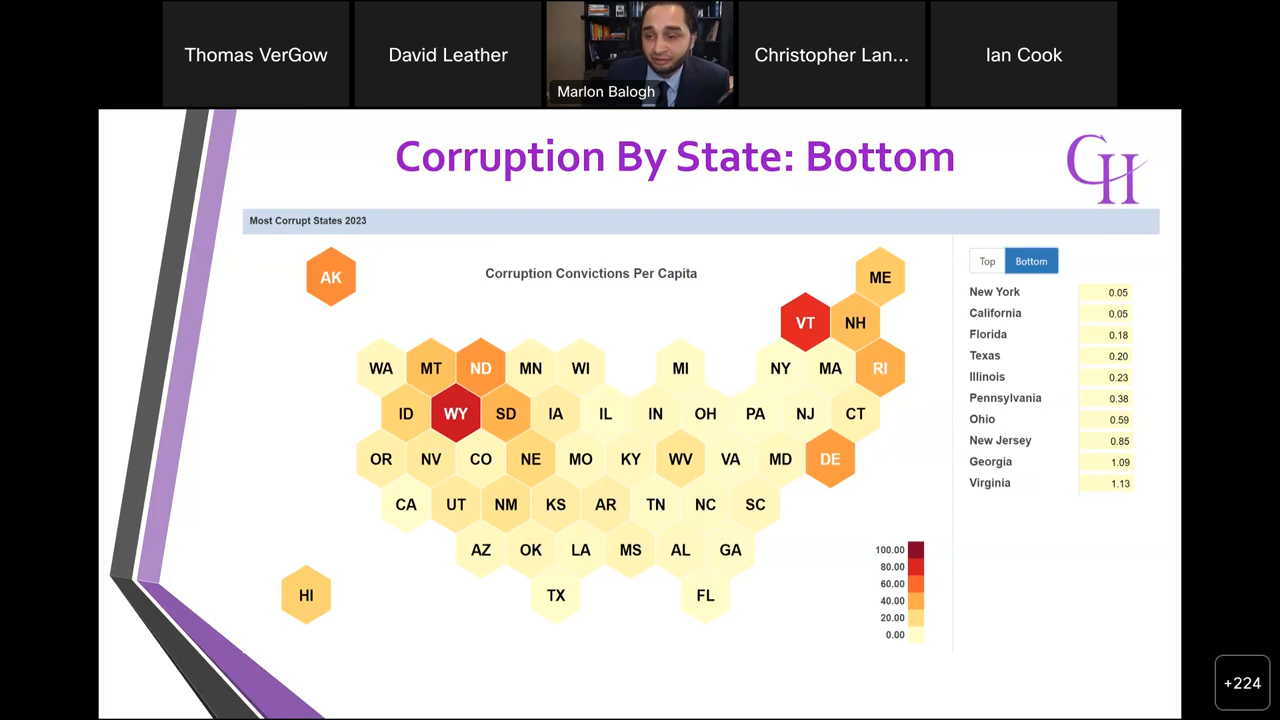 Thomas VerGow
David Leather
Marlon Balogh
Christopher Lan...
Ian Cook
Corruption By State: Bottom
CH
Most Corrupt States 2023
Corruption Convictions Per Capita
Top Bottom
AK
ME
VT NH
WA MT ND MN WI MI NY MA RI
ID WY SD IA IL IN OH PA NJ CT
OR NV CO NE MO KY WV VA MD DE
CA UT NM KS AR TN NC SC
AZ OK LA MS AL GA
HI TX FL
New York 0.05
California 0.05
Florida 0.18
Texas 0.20
Illinois 0.23
Pennsylvania 0.38
Ohio 0.59
New Jersey 0.85
Georgia 1.09
Virginia 1.13
100.00
80.00
60.00
40.00
20.00
0.00
+224